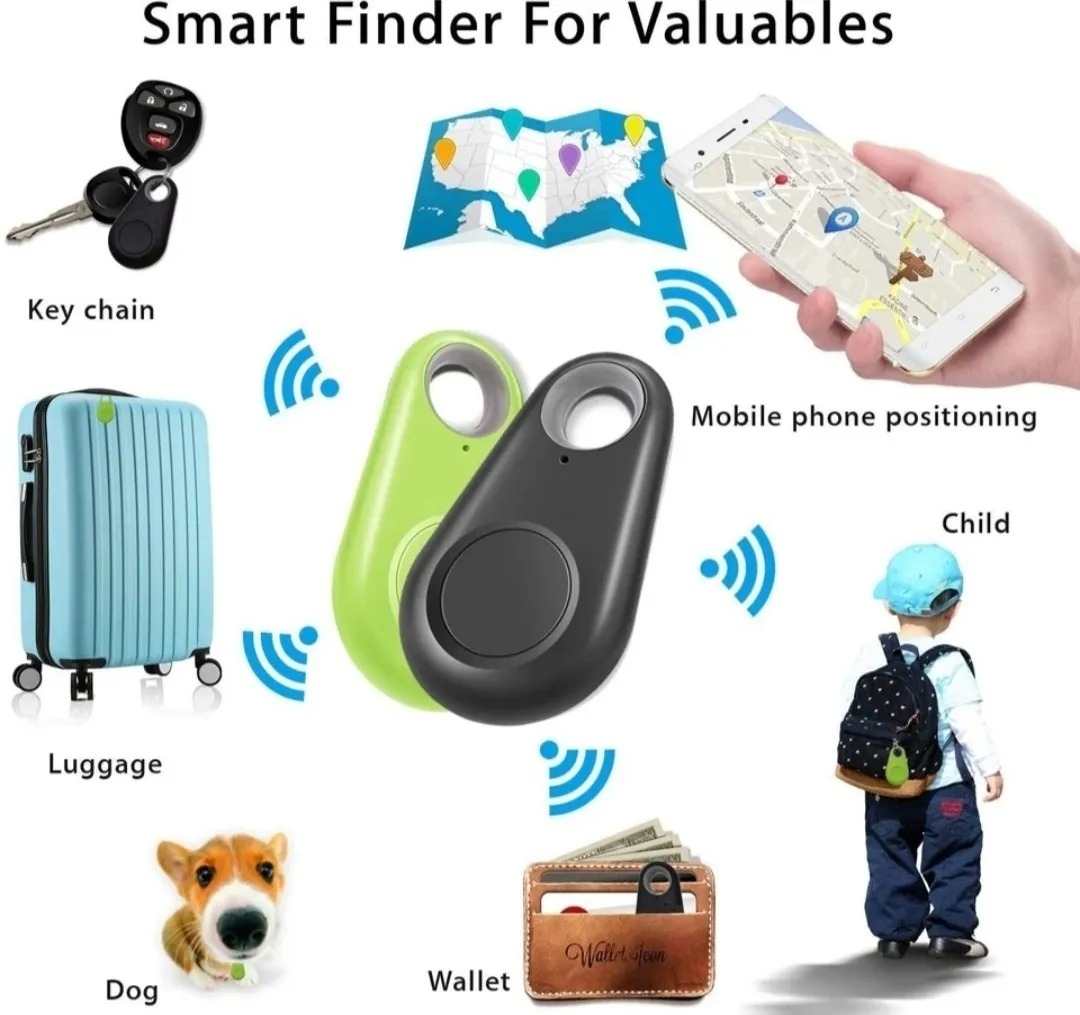 Smart Finder For Valuables
Key chain
Mobile phone positioning
Child
Luggage
Dog
Wallet
Wallet Icon